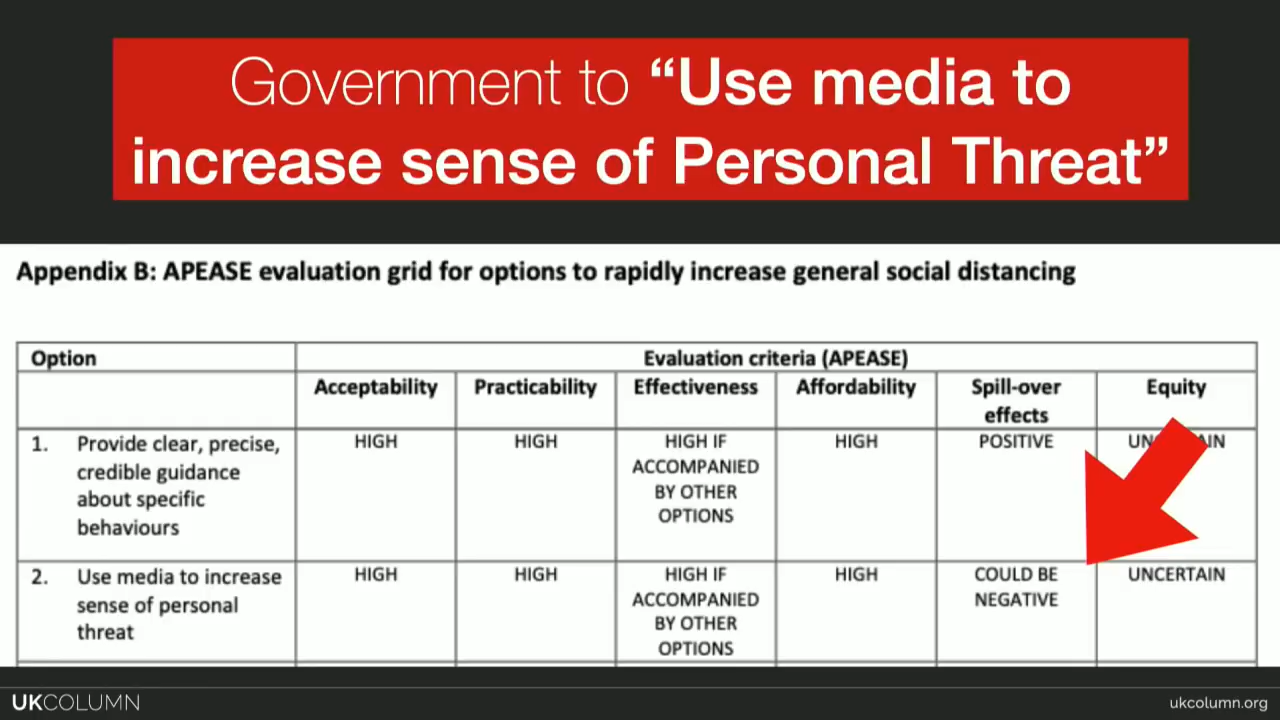 Government to “Use media to
increase sense of Personal Threat”
Appendix B: APEASE evaluation grid for options to rapidly increase general social distancing
Option
Evaluation criteria (APEASE)
Acceptability
Practicability
Effectiveness
Affordability
Spill-over
effects
Equity
1. Provide clear, precise,
credible guidance
about specific
behaviours
HIGH
HIGH
HIGH IF
ACCOMPANIED
BY OTHER
OPTIONS
HIGH
POSITIVE
2. Use media to increase
sense of personal
threat
HIGH
HIGH
HIGH IF
ACCOMPANIED
BY OTHER
OPTIONS
HIGH
COULD BE
NEGATIVE
UNCERTAIN
UKCOLUMN
ukcolumn.org